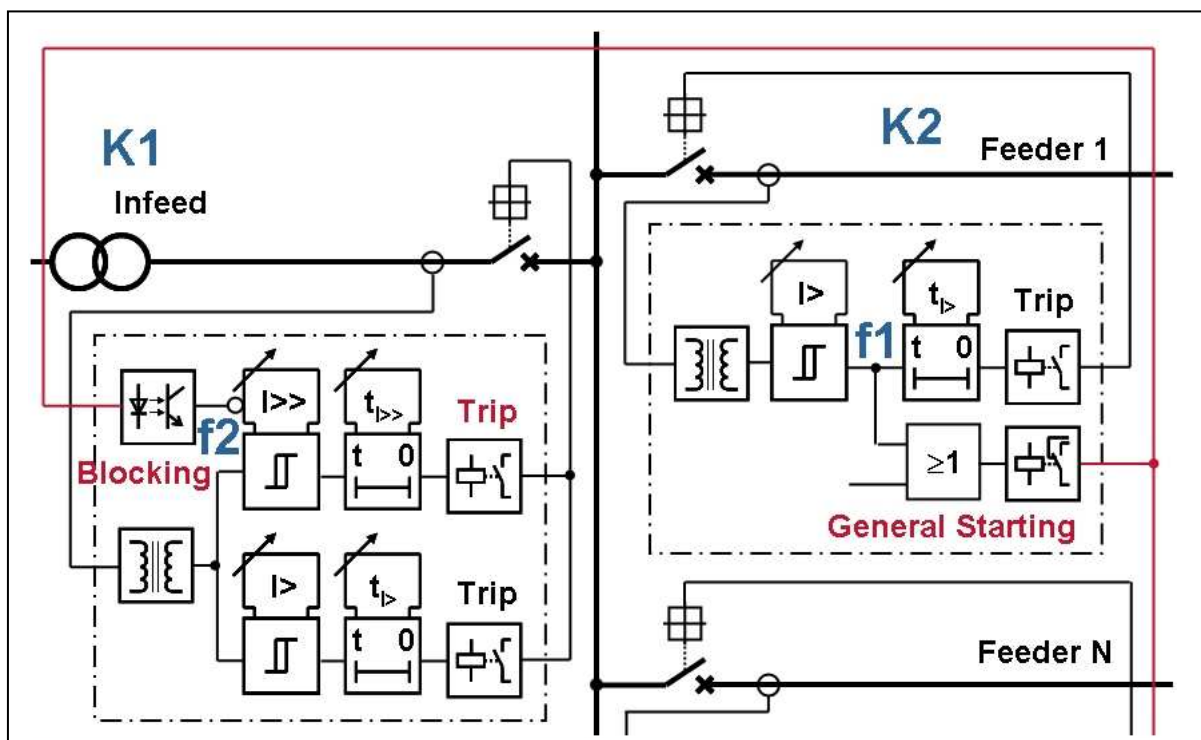 K1
Infeed
K2
Feeder 1
I>
t I>
Trip
f1
t 0
I>>
t I>>
Trip
f2
Blocking
t 0
≥1
General Starting
I>
t I>
Trip
t 0
Feeder N